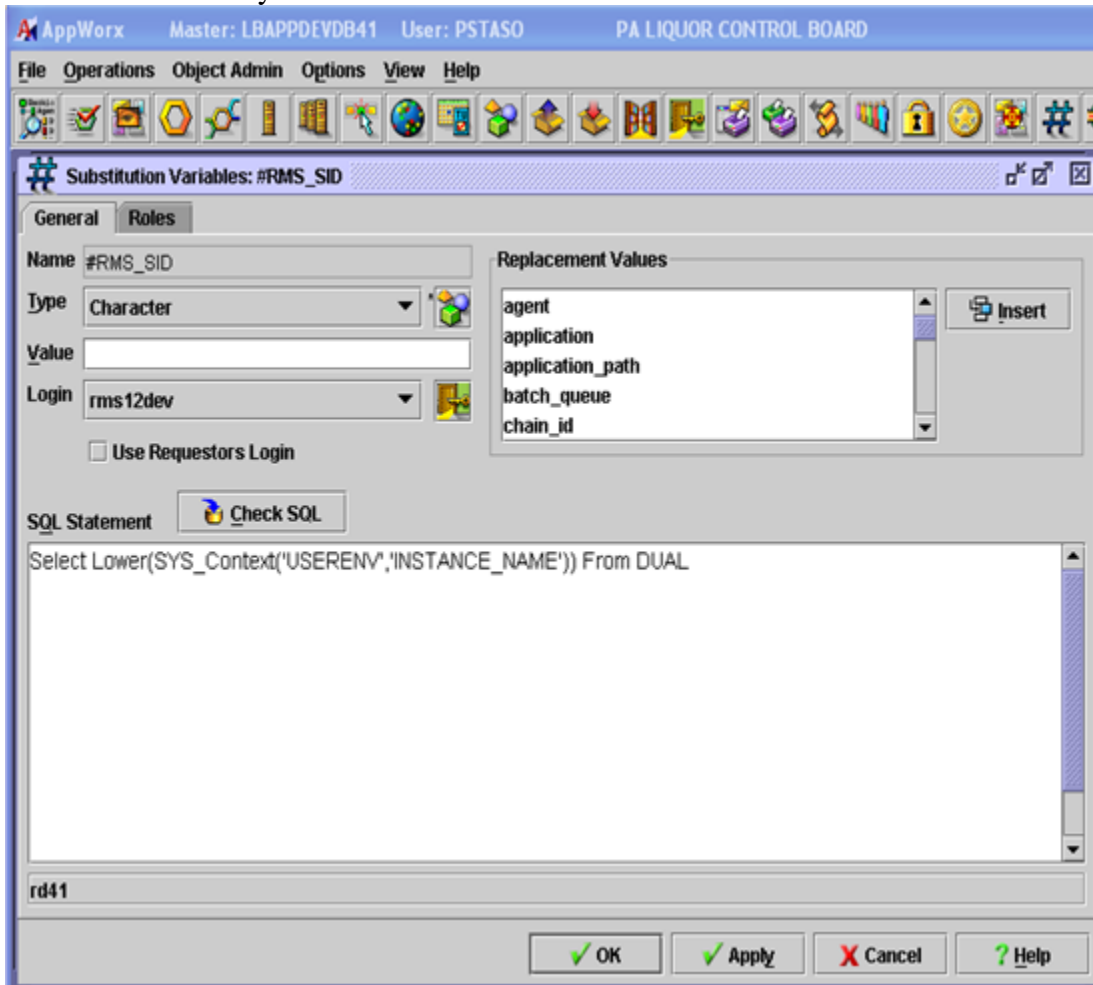 y
AppWorx Master: LBAPPDEVDB41 User: PSTASO PA LIQUOR CONTROL BOARD
File Operations Object Admin Options View Help
Substitution Variables: #RMS_SID
General Roles
Name #RMS_SID
Type Character
Value
Login rms12dev
Use Requestors Login
Replacement Values
agent
application
application_path
batch_queue
chain_id
Insert
SQL Statement Check SQL
Select Lower(SYS_Context('USERENV','INSTANCE_NAME')) From DUAL
rd41
OK Apply Cancel ? Help